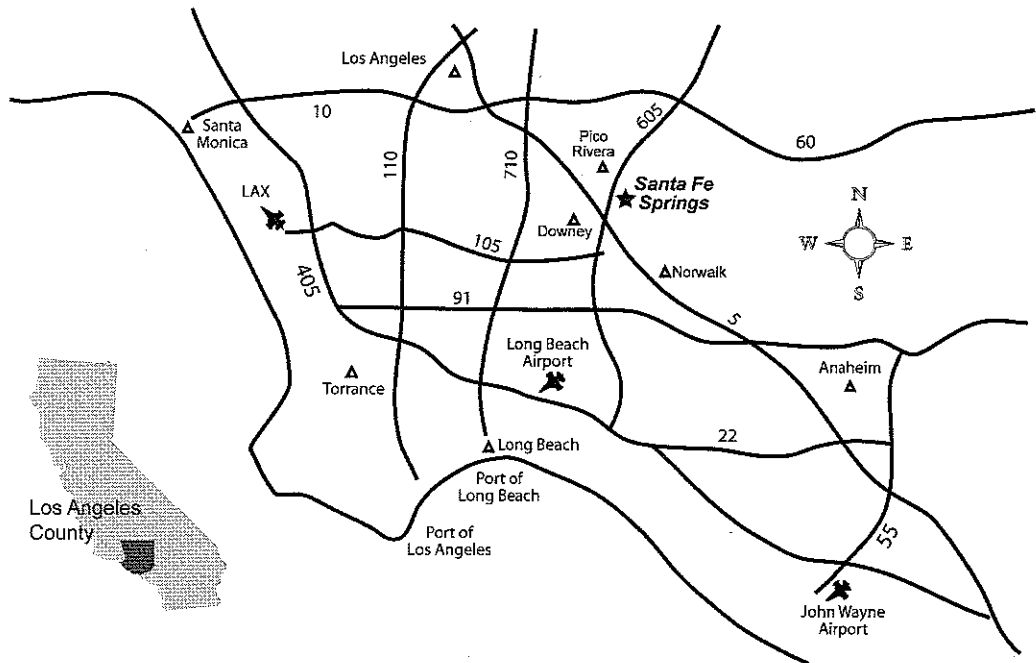 Los Angeles
10
Santa
Monica
110
710
605
60
Pico
Rivera
Santa Fe
Springs
LAX
Downey
105
N
W
E
S
405
Norwalk
91
5
Long Beach
Airport
Anaheim
Torrance
22
Long Beach
Port of
Long Beach
Port of
Los Angeles
Los Angeles
County
55
John Wayne
Airport